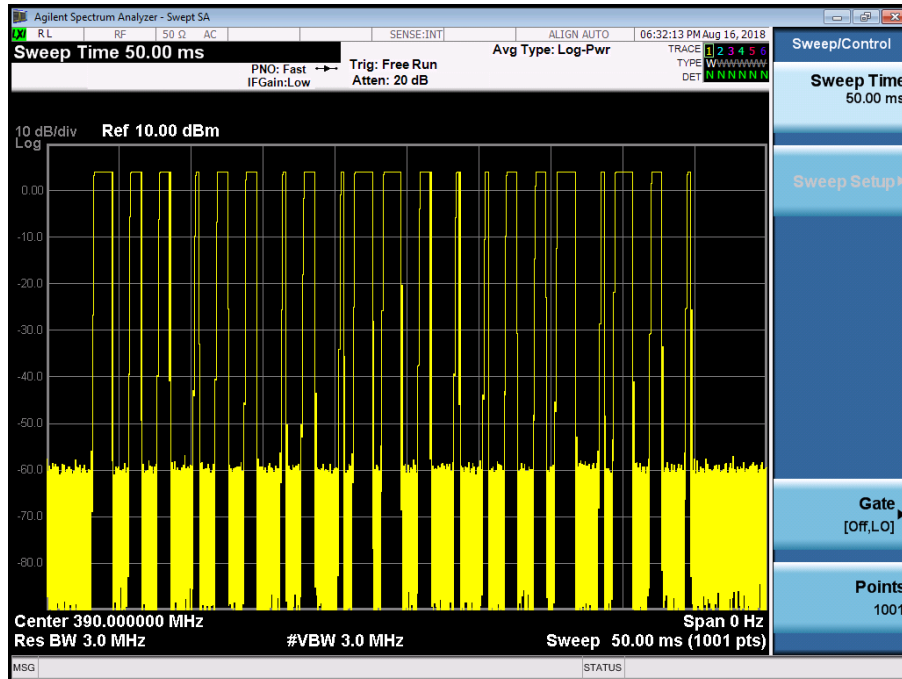 Agilent Spectrum Analyzer - Swept SA
LXI RL RF 50 Ω AC SENSE:INT ALIGN AUTO 06:32:13 PM Aug 16, 2018
Sweep Time 50.00 ms
Avg Type: Log-Pwr
TRACE 1 2 3 4 5 6
TYPE WWWWWW
DET N N N N N N
PNO: Fast
IFGain:Low
Trig: Free Run
Atten: 20 dB
10 dB/div
Log
Ref 10.00 dBm
0.00
-10.0
-20.0
-30.0
-40.0
-50.0
-60.0
-70.0
-80.0
Center 390.000000 MHz
Span 0 Hz
Res BW 3.0 MHz
#VBW 3.0 MHz
Sweep 50.00 ms (1001 pts)
MSG
STATUS
Sweep/Control
Sweep Time
50.00 ms
Sweep Setup
Gate
[Off,LO]
Points
1001